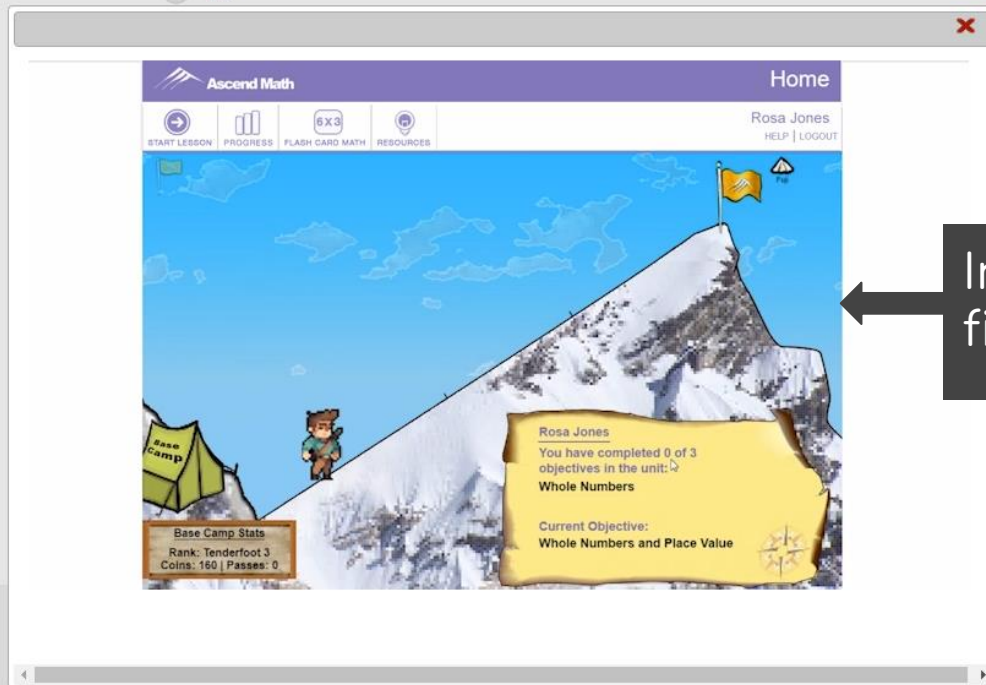 Ascend Math
Home
START LESSON
PROGRESS
6X3
FLASH CARD MATH
RESOURCES
Rosa Jones
HELP | LOGOUT
Fuji
Base
Camp
Rosa Jones
You have completed 0 of 3
objectives in the unit:
Whole Numbers
Current Objective:
Whole Numbers and Place Value
Base Camp Stats
Rank: Tenderfoot 3
Coins: 160 | Passes: 0